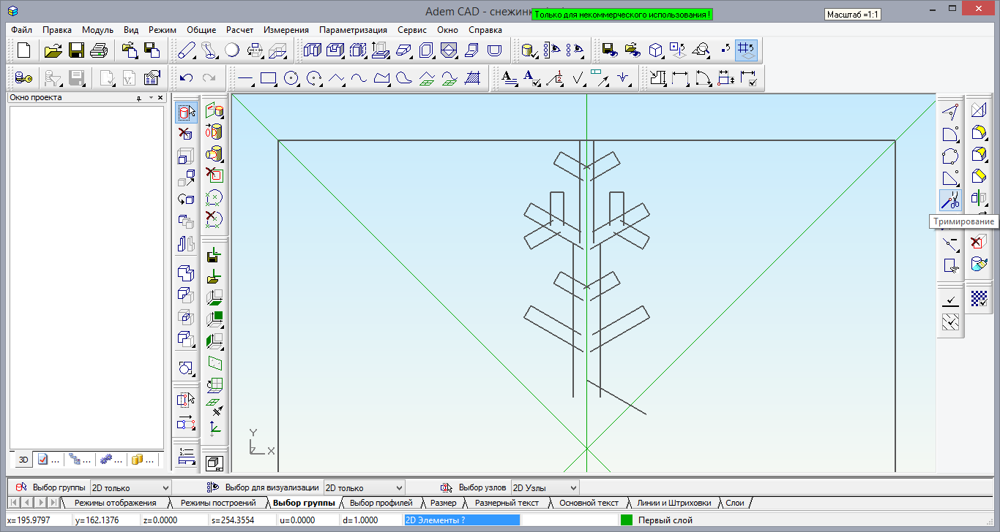 Adem CAD - снежинк
Только для некоммерческого использования !
Масштаб =1:1
Файл Правка Модуль Вид Режим Общие Расчет Измерения Параметризация Сервис Окно Справка
Окно проекта
Тримирование
Y
Z X
3D ... ... ... ...
Выбор группы 2D только Выбор для визуализации 2D только Выбор узлов 2D Узлы
Режимы отображения Режимы построений Выбор группы Выбор профилей Размер Размерный текст Основной текст Линии и Штриховки Слои
x=195.9797 y=162.1376 z=0.0000 s=254.3554 u=0.0000 d=1.0000 2D Элементы ? Первый слой